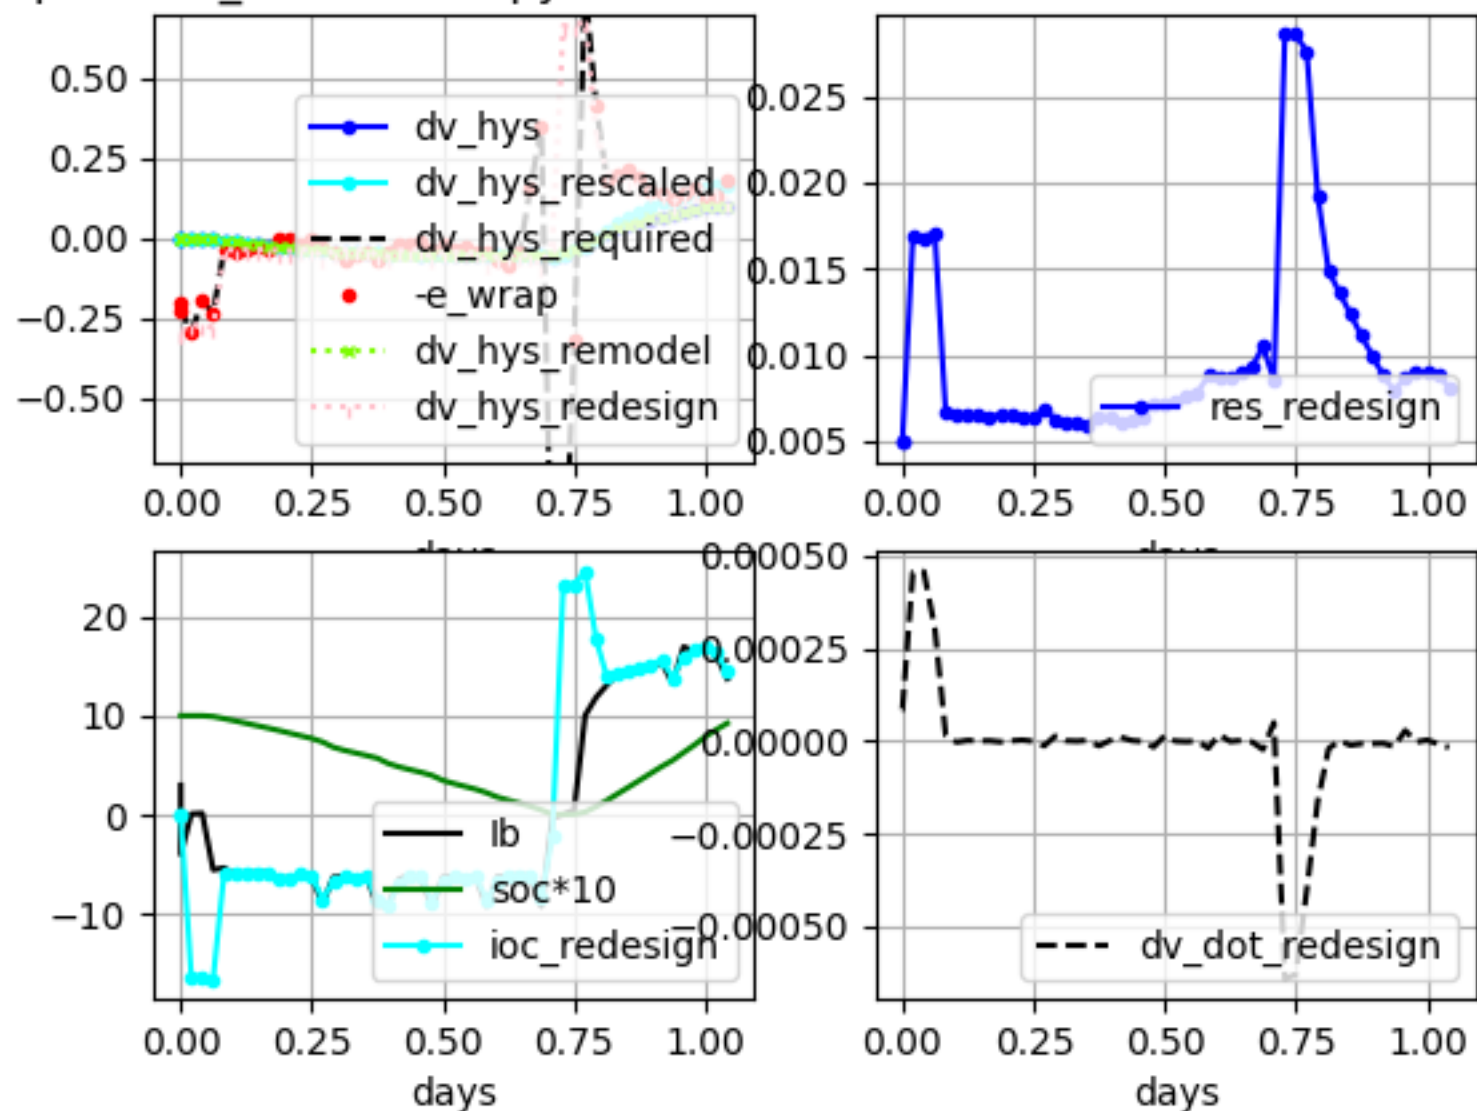 0.50
0.25
0.00
−0.25
−0.50
dv_hys
dv_hys_rescaled
dv_hys_required
-e_wrap
dv_hys_remodel
dv_hys_redesign
0.00 0.25 0.50 0.75 1.00
days
0.025
0.020
0.015
0.010
0.005
res_redesign
0.00 0.25 0.50 0.75 1.00
days
20
10
0
−10
Ib
soc*10
ioc_redesign
0.00 0.25 0.50 0.75 1.00
days
0.00050
0.00025
0.00000
−0.00025
−0.00050
dv_dot_redesign
0.00 0.25 0.50 0.75 1.00
days